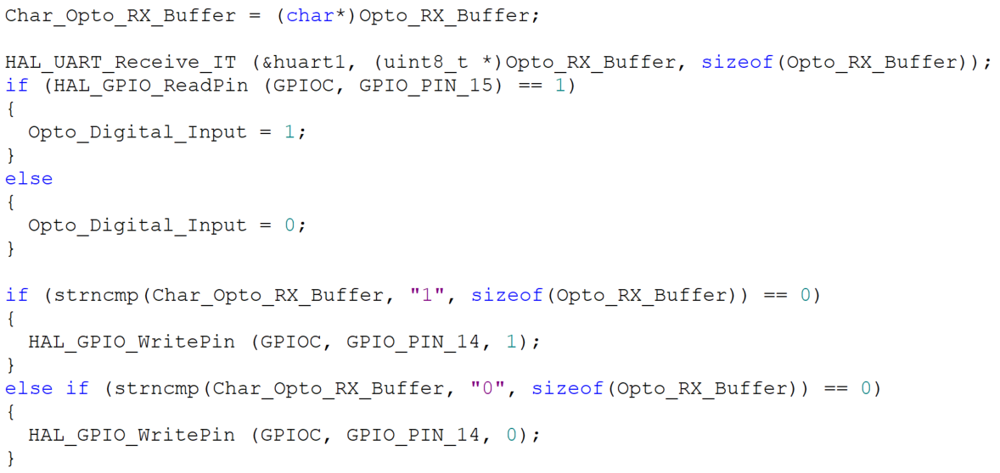 Char_Opto_RX_Buffer = (char*)Opto_RX_Buffer;

HAL_UART_Receive_IT (&huart1, (uint8_t *)Opto_RX_Buffer, sizeof(Opto_RX_Buffer));
if (HAL_GPIO_ReadPin (GPIOC, GPIO_PIN_15) == 1)
{
  Opto_Digital_Input = 1;
}
else
{
  Opto_Digital_Input = 0;
}

if (strncmp(Char_Opto_RX_Buffer, "1", sizeof(Opto_RX_Buffer)) == 0)
{
  HAL_GPIO_WritePin (GPIOC, GPIO_PIN_14, 1);
}
else if (strncmp(Char_Opto_RX_Buffer, "0", sizeof(Opto_RX_Buffer)) == 0)
{
  HAL_GPIO_WritePin (GPIOC, GPIO_PIN_14, 0);
}